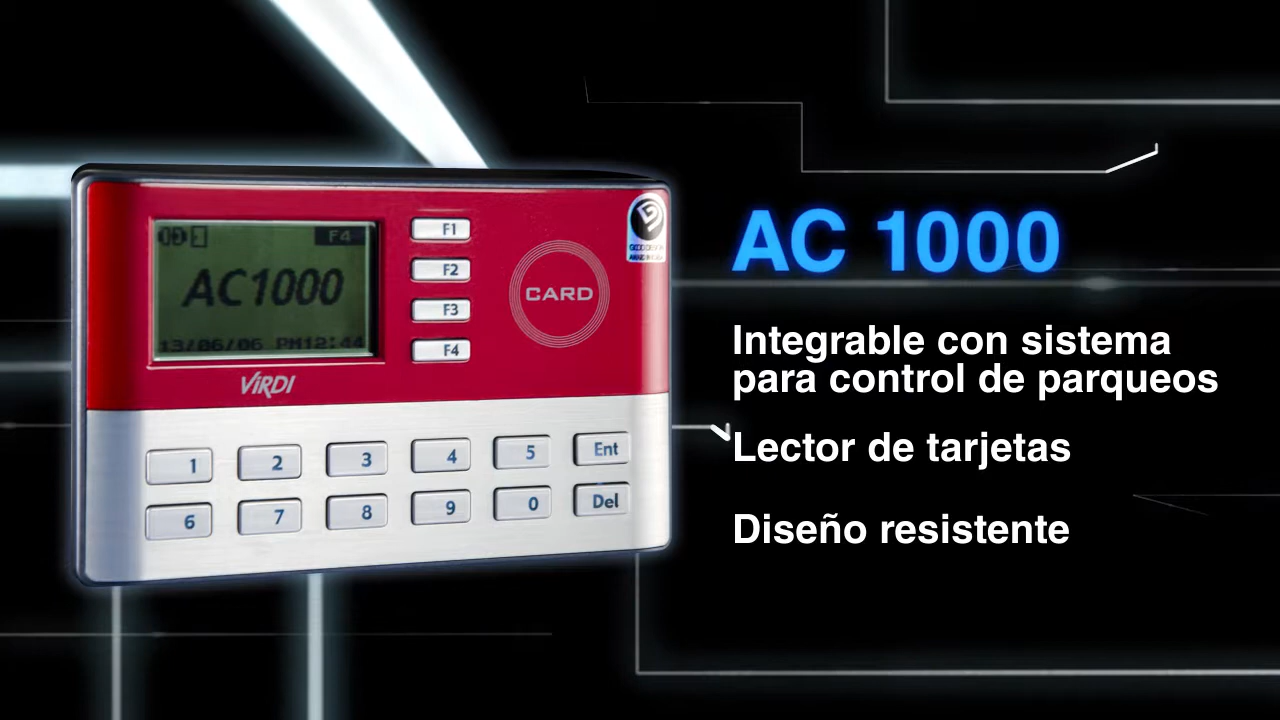 F4
AC1000
13/06/06 PM12:44
F1
F2
F3
F4
CARD
ViRDI
1 2 3 4 5 Ent
6 7 8 9 0 Del
AC 1000
Integrable con sistema
para control de parqueos
Lector de tarjetas
Diseño resistente